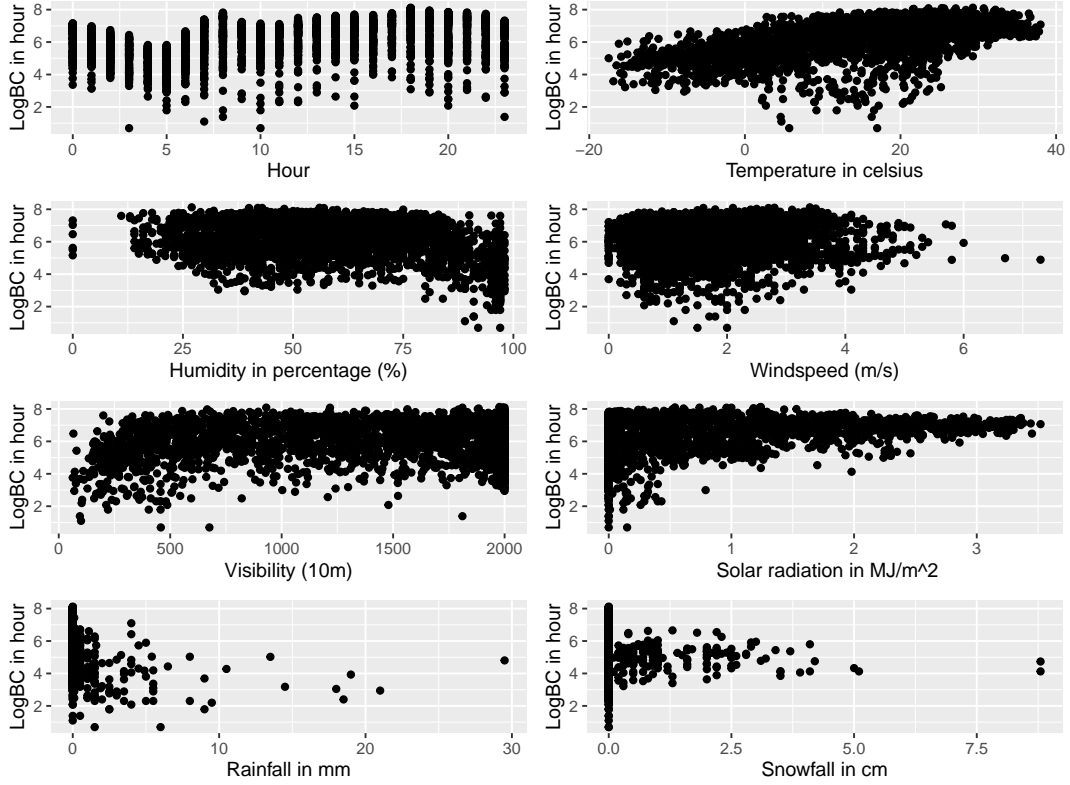 LogBC in hour
8
6
4
2
0 5 10 15 20
Hour
LogBC in hour
8
6
4
2
−20 0 20 40
Temperature in celsius
LogBC in hour
8
6
4
2
0 25 50 75 100
Humidity in percentage (%)
LogBC in hour
8
6
4
2
0 2 4 6
Windspeed (m/s)
LogBC in hour
8
6
4
2
0 500 1000 1500 2000
Visibility (10m)
LogBC in hour
8
6
4
2
0 1 2 3
Solar radiation in MJ/m^2
LogBC in hour
8
6
4
2
0 10 20 30
Rainfall in mm
LogBC in hour
8
6
4
2
0.0 2.5 5.0 7.5
Snowfall in cm